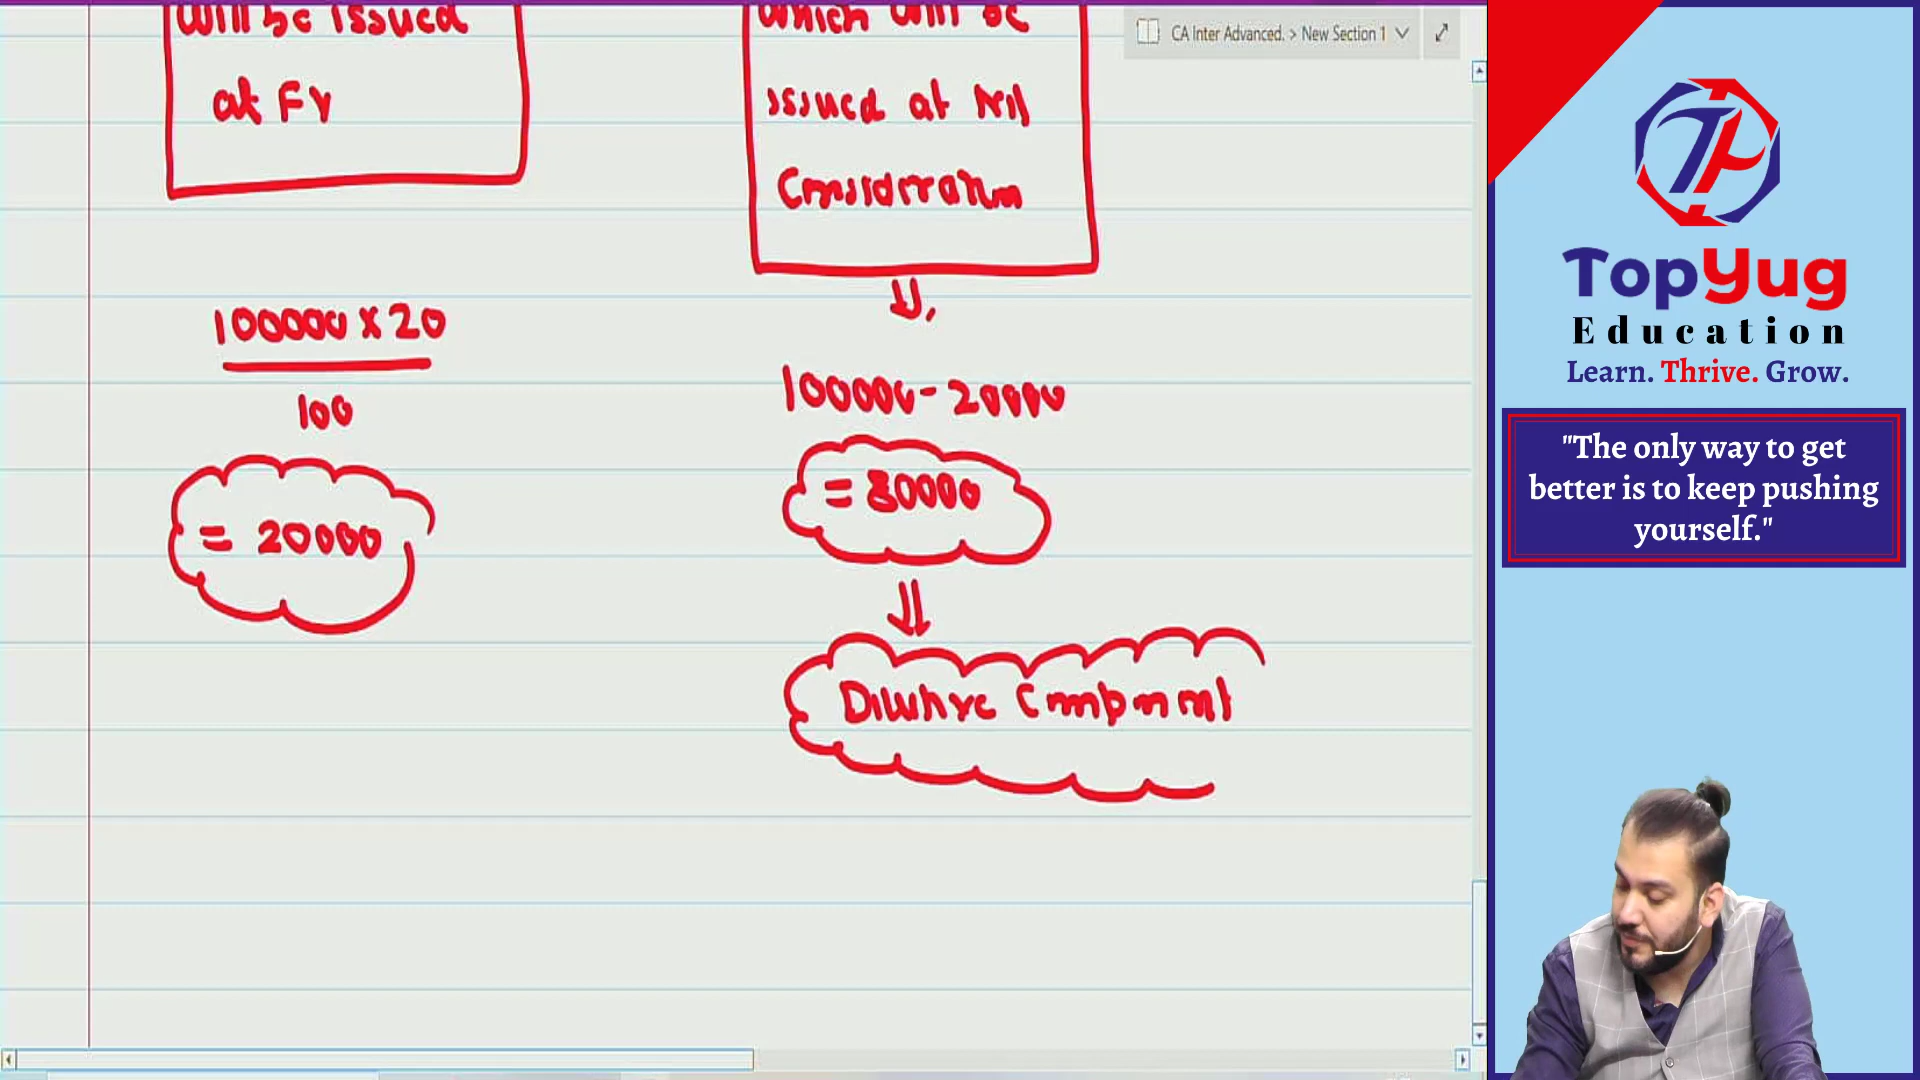 will be issued
at FV
which will be
issued at Nil
Consideration
100000 x 20
100
= 20000
100000 - 20000
= 80000
Dilutive Component
CA Inter Advanced. > New Section 1
TopYug
Education
Learn. Thrive. Grow.
"The only way to get
better is to keep pushing
yourself."